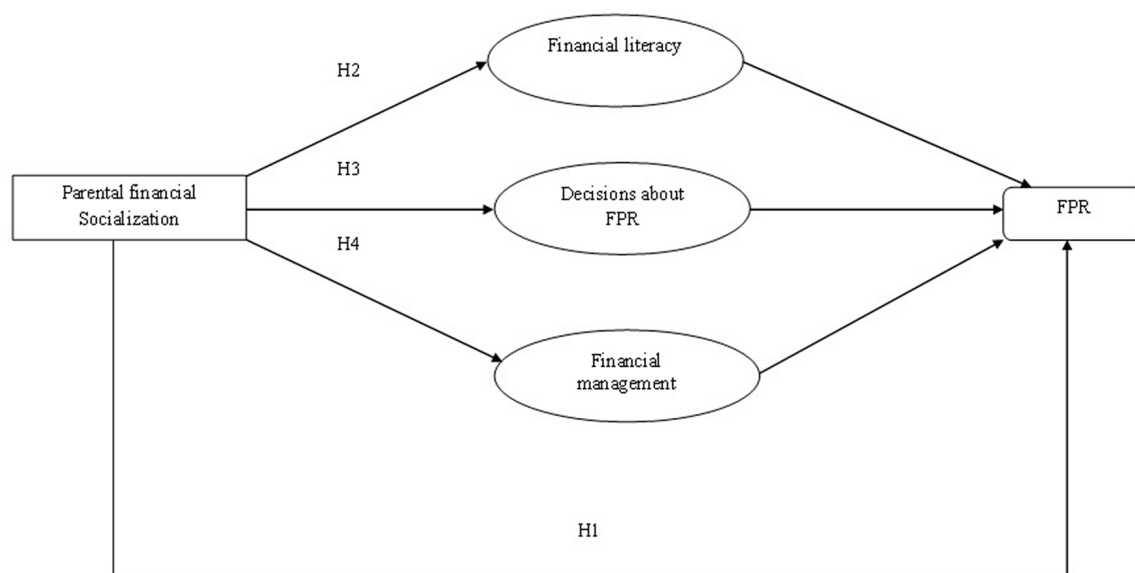 Financial literacy
H2
H3
Parental financial
Socialization
Decisions about
FPR
FPR
H4
Financial
management
H1